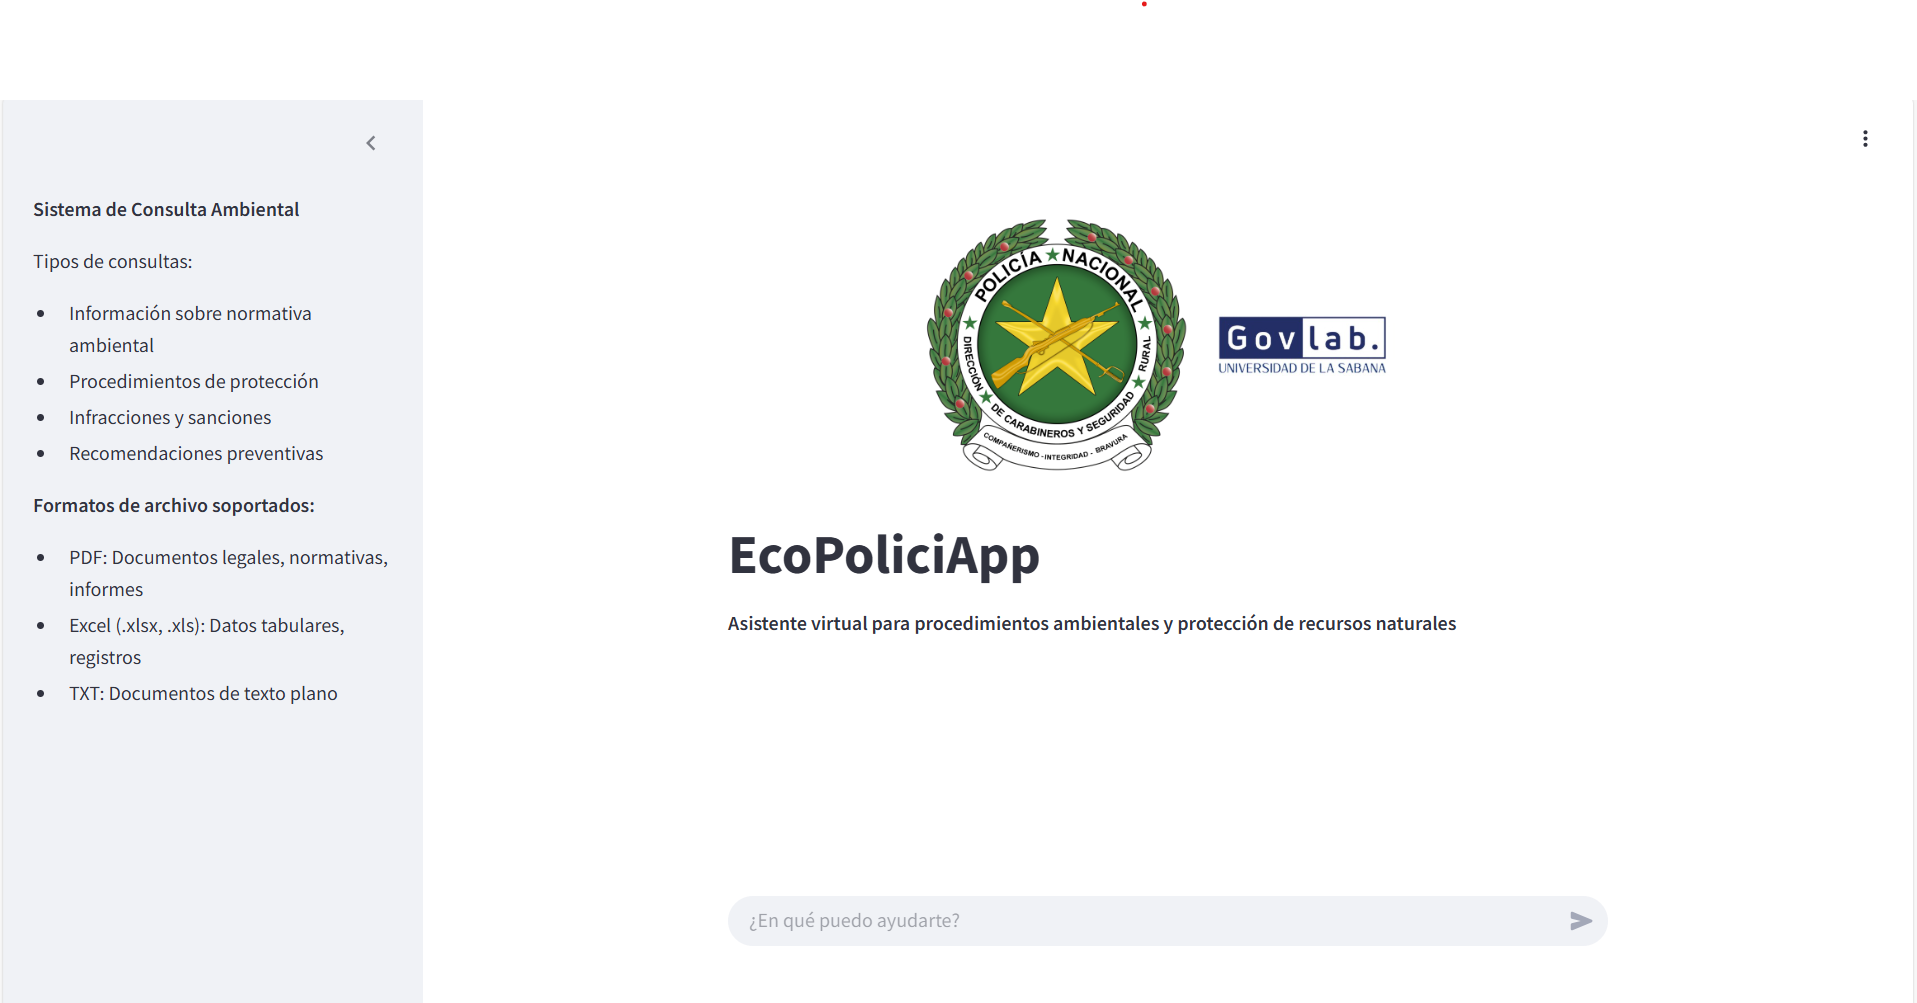 Sistema de Consulta Ambiental
Tipos de consultas:
Información sobre normativa
ambiental
Procedimientos de protección
Infracciones y sanciones
Recomendaciones preventivas
Formatos de archivo soportados:
PDF: Documentos legales, normativas,
informes
Excel (.xlsx, .xls): Datos tabulares,
registros
TXT: Documentos de texto plano
POLICÍA NACIONAL
DIRECCIÓN DE CARABINEROS Y SEGURIDAD RURAL
COMPAÑERISMO - INTEGRIDAD - BRAVURA
Govlab.
UNIVERSIDAD DE LA SABANA
EcoPoliciApp
Asistente virtual para procedimientos ambientales y protección de recursos naturales
¿En qué puedo ayudarte?